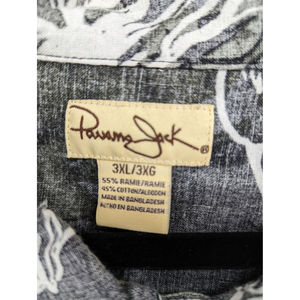 Panama Jack®
3XL/3XG
55% RAMIE/RAMIE
45% COTTON/ALGODON
MADE IN BANGLADESH
HECHO EN BANGLADESH